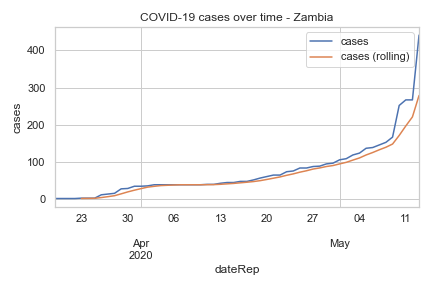 COVID-19 cases over time - Zambia
cases
cases (rolling)
cases
400
300
200
100
0
23 30 06 13 20 27 04 11
Apr May
2020
dateRep